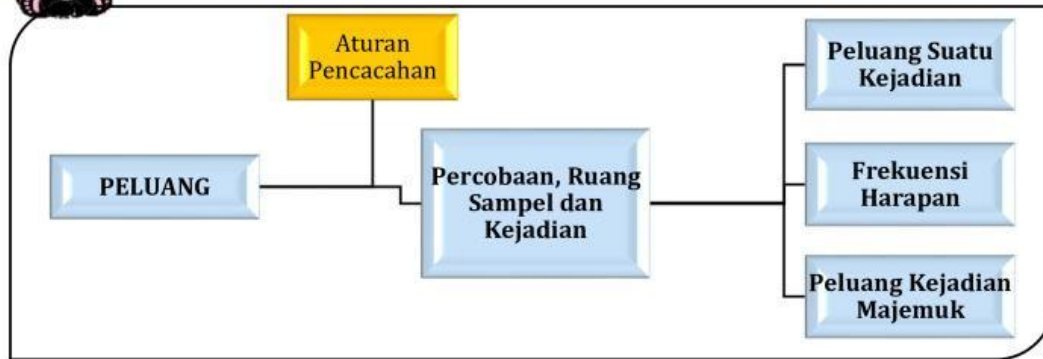 Aturan
Pencacahan
PELUANG
Percobaan, Ruang
Sampel dan
Kejadian
Peluang Suatu
Kejadian
Frekuensi
Harapan
Peluang Kejadian
Majemuk